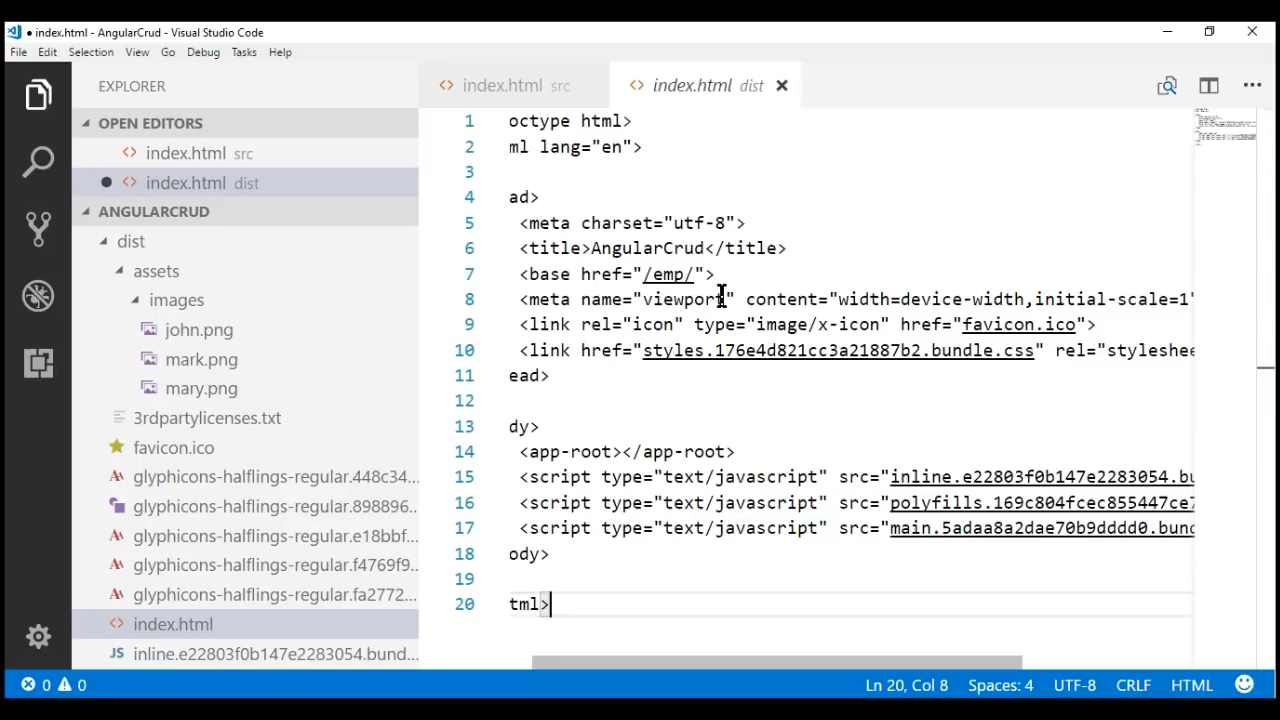 index.html - AngularCrud - Visual Studio Code
File Edit Selection View Go Debug Tasks Help
EXPLORER
OPEN EDITORS
index.html src
index.html dist
ANGULARCRUD
dist
assets
images
john.png
mark.png
mary.png
3rdpartylicenses.txt
favicon.ico
glyphicons-halflings-regular.448c34...
glyphicons-halflings-regular.898896...
glyphicons-halflings-regular.e18bbf...
glyphicons-halflings-regular.f4769f9...
glyphicons-halflings-regular.fa2772...
index.html
JS inline.e22803f0b147e2283054.bund...
index.html src
index.html dist
1 octype html>
2 ml lang="en">
3
4 ad>
5 <meta charset="utf-8">
6 <title>AngularCrud</title>
7 <base href="/emp/">
8 <meta name="viewport" content="width=device-width,initial-scale=1"
9 <link rel="icon" type="image/x-icon" href="favicon.ico">
10 <link href="styles.176e4d821cc3a21887b2.bundle.css" rel="styleshee
11 ead>
12
13 dy>
14 <app-root></app-root>
15 <script type="text/javascript" src="inline.e22803f0b147e2283054.bu
16 <script type="text/javascript" src="polyfills.169c804fcec855447ce7
17 <script type="text/javascript" src="main.5adaa8a2dae70b9dddd0.bund
18 ody>
19
20 tml>
0 0
Ln 20, Col 8 Spaces: 4 UTF-8 CRLF HTML